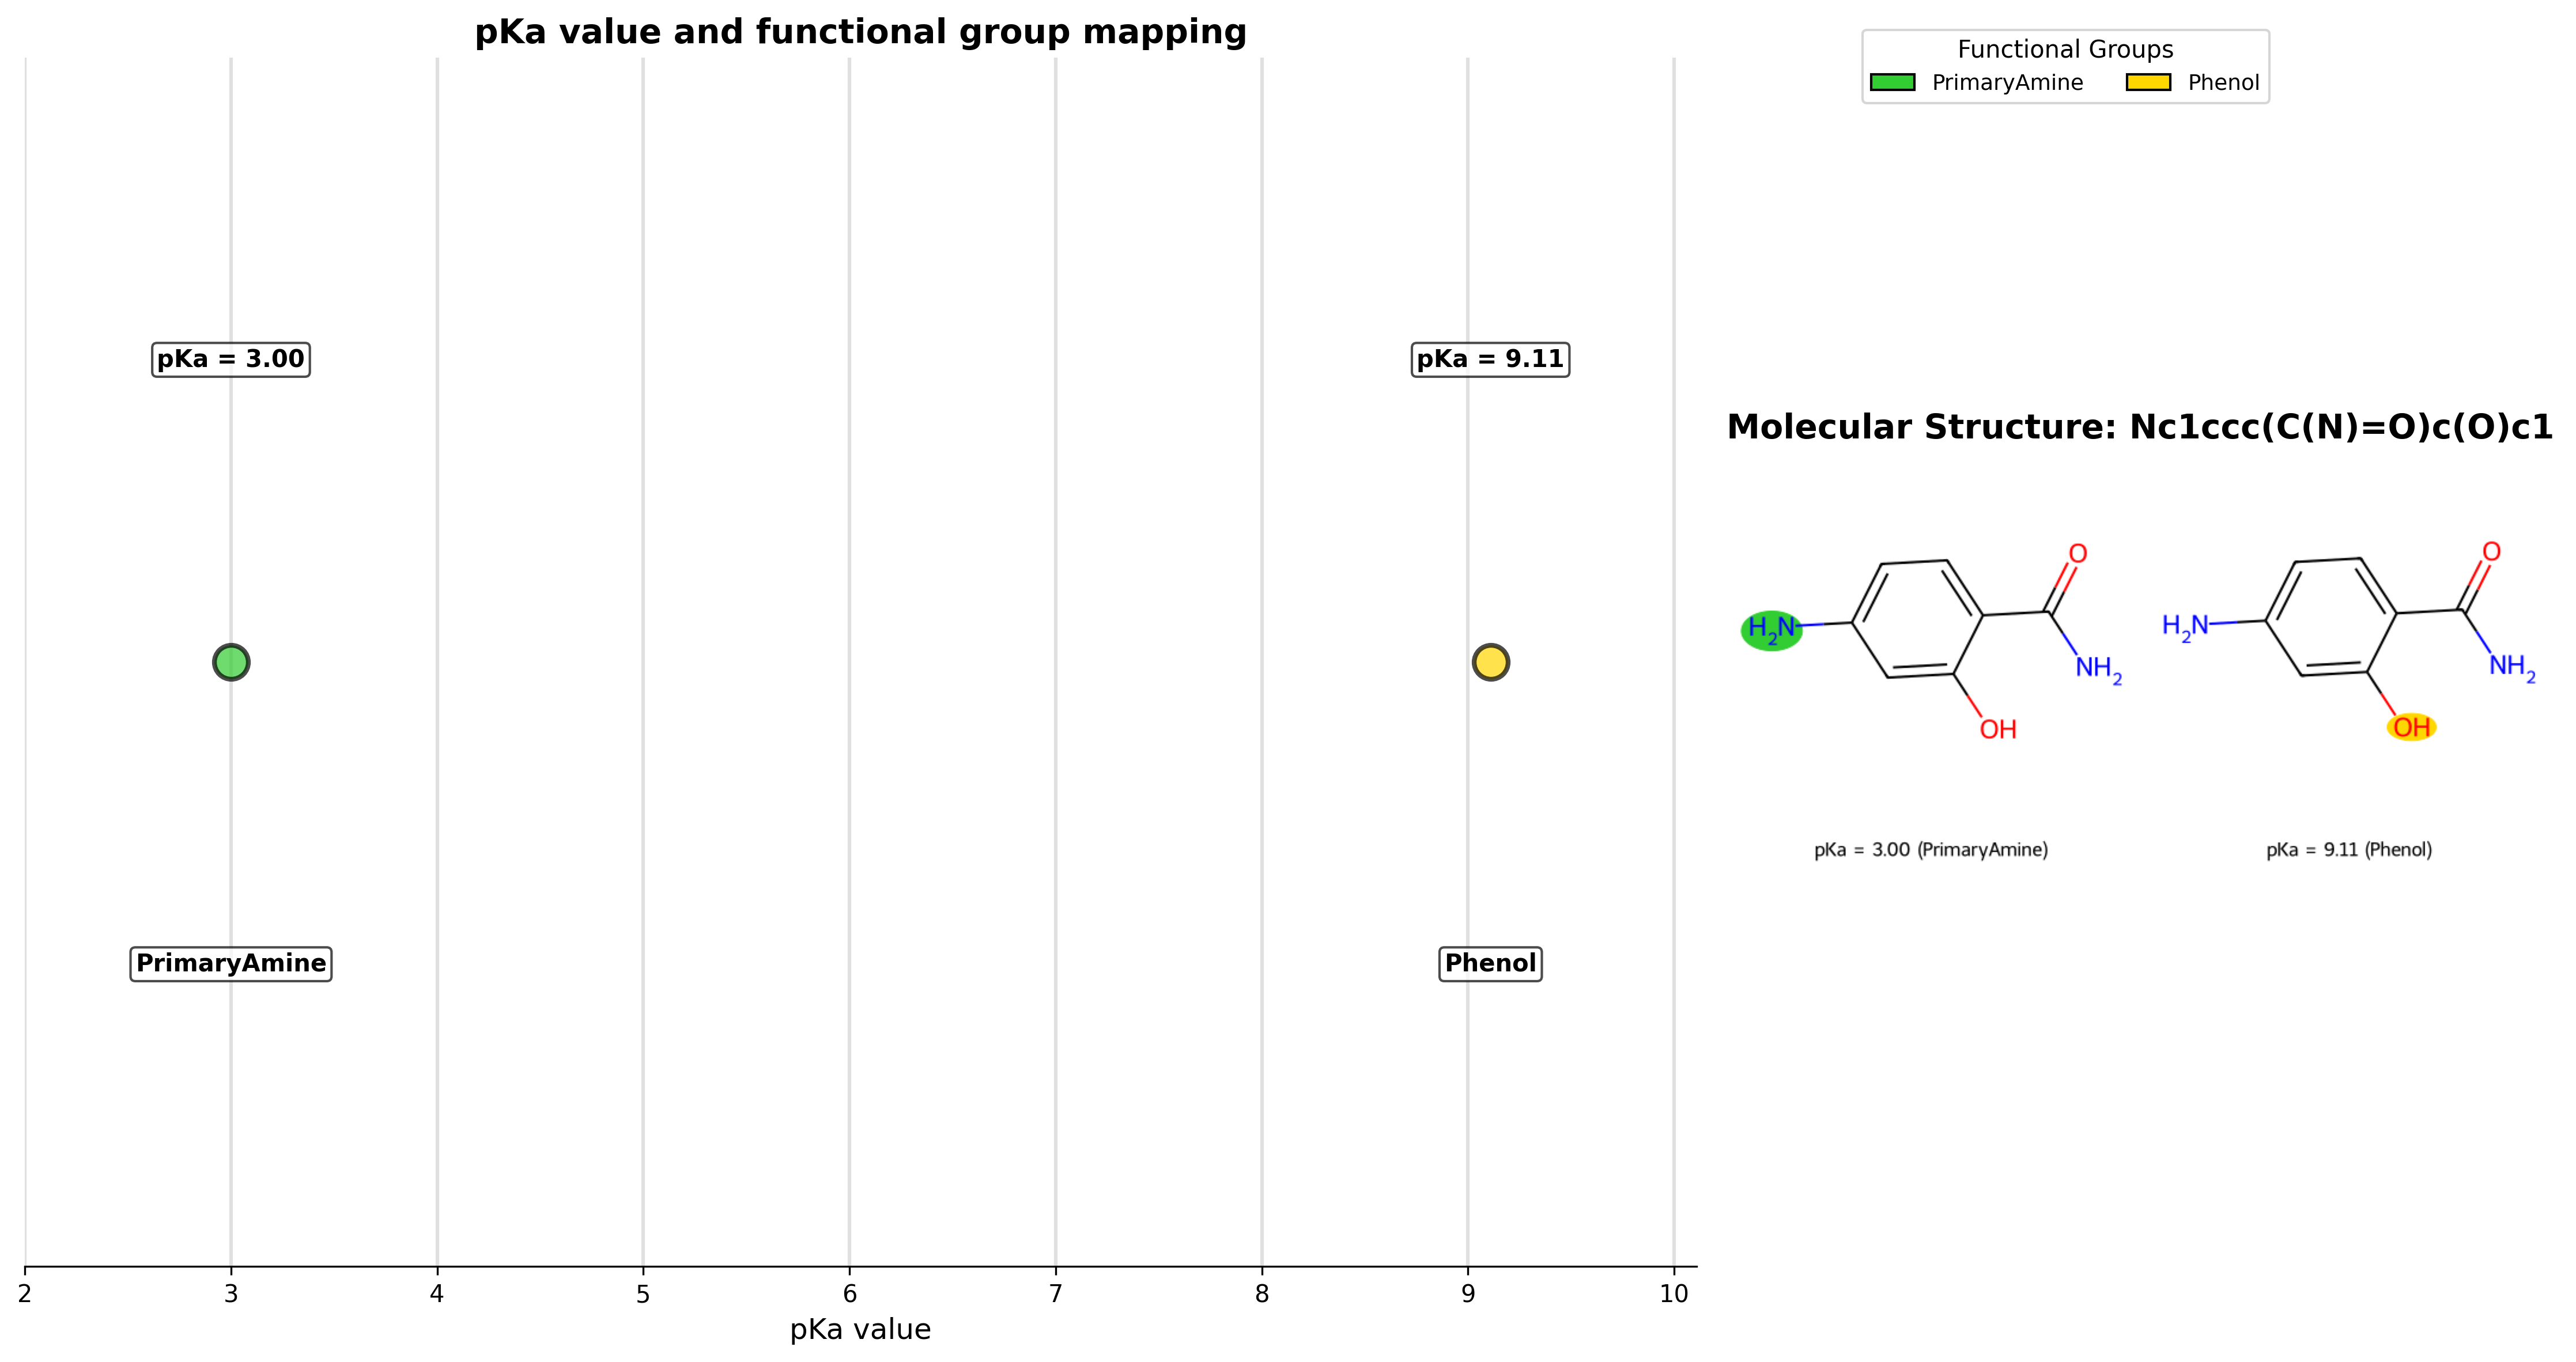 pKa value and functional group mapping
Functional Groups
PrimaryAmine Phenol
pKa = 3.00
pKa = 9.11
Molecular Structure: Nc1ccc(C(N)=O)c(O)c1
O
H2N
NH2
OH
O
H2N
NH2
OH
pKa = 3.00 (PrimaryAmine)
pKa = 9.11 (Phenol)
PrimaryAmine
Phenol
2 3 4 5 6 7 8 9 10
pKa value